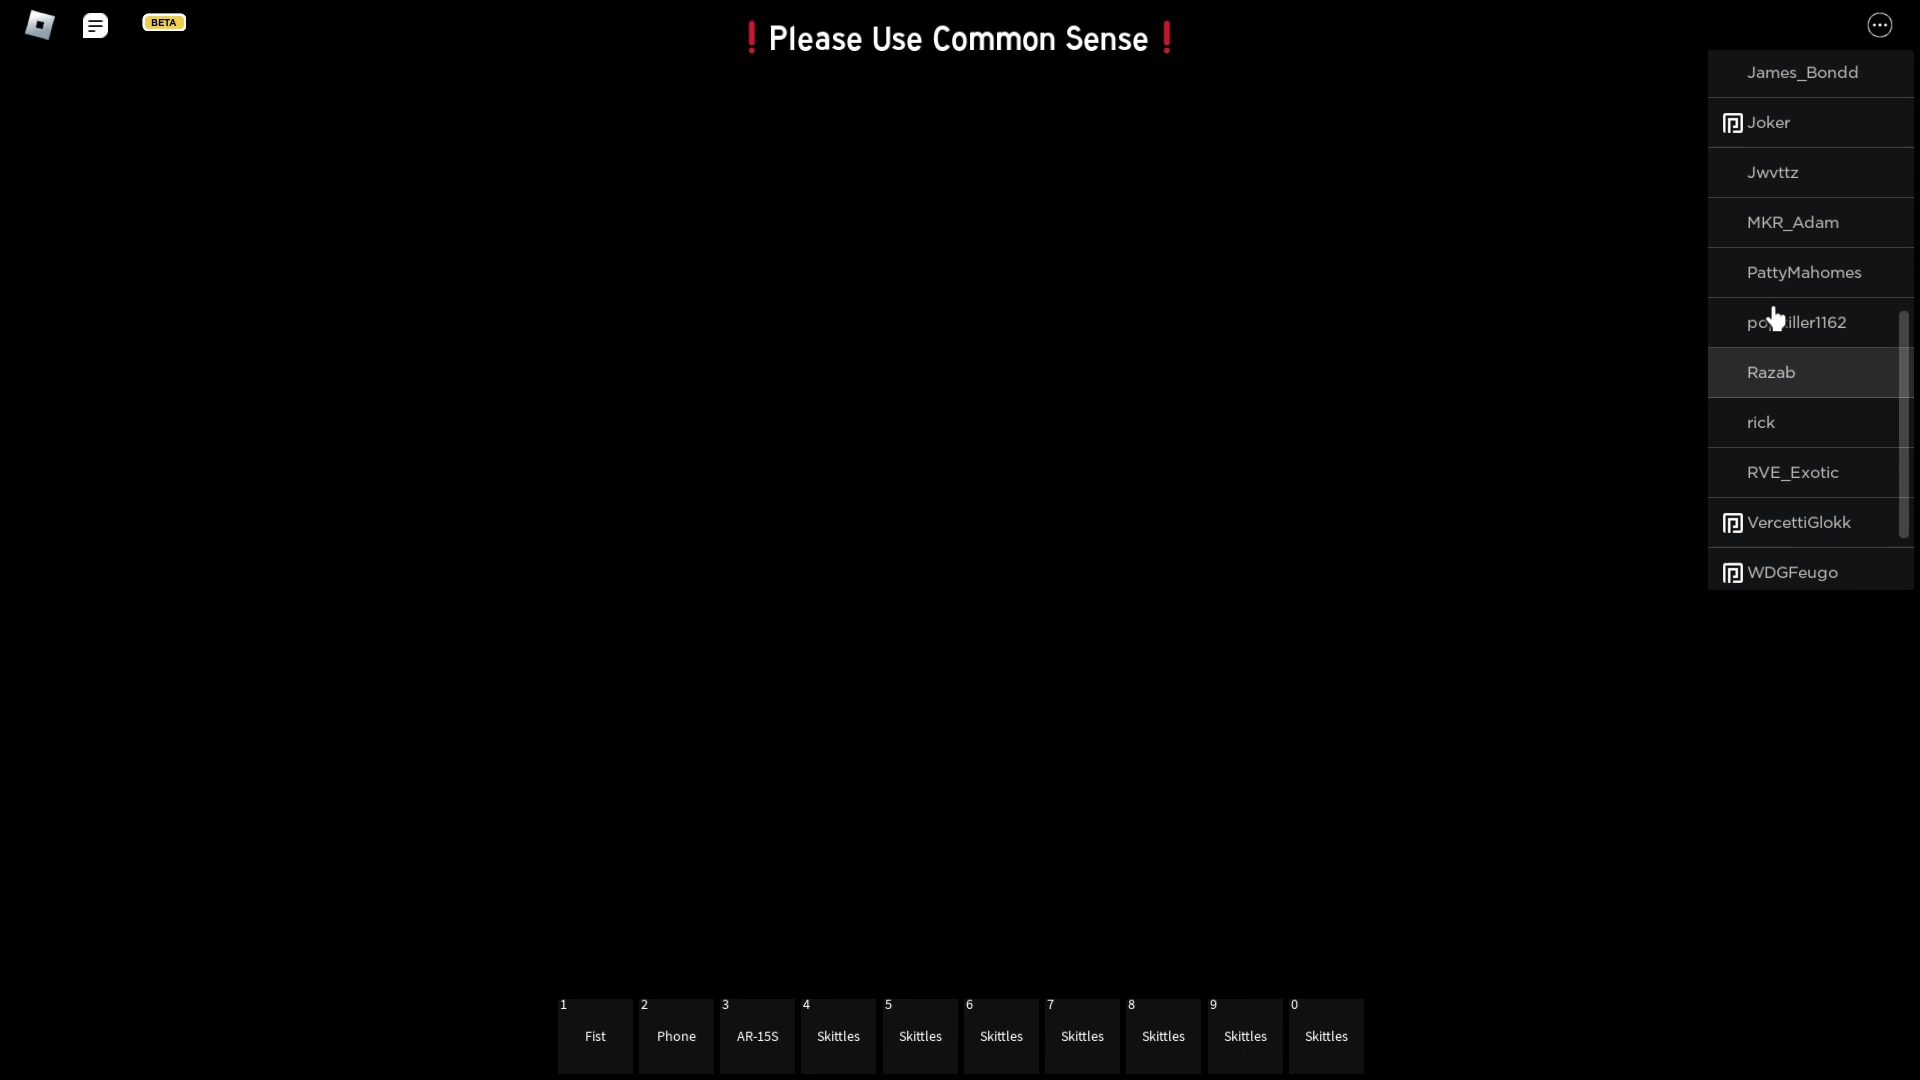 BETA
❗Please Use Common Sense❗
James_Bondd
Joker
Jwvttz
MKR_Adam
PattyMahomes
Razab
rick
RVE_Exotic
VercettiGlokk
WDGFeugo
1 2 3 4 5 6 7 8 9 0
Fist Phone AR-15S Skittles Skittles Skittles Skittles Skittles Skittles Skittles